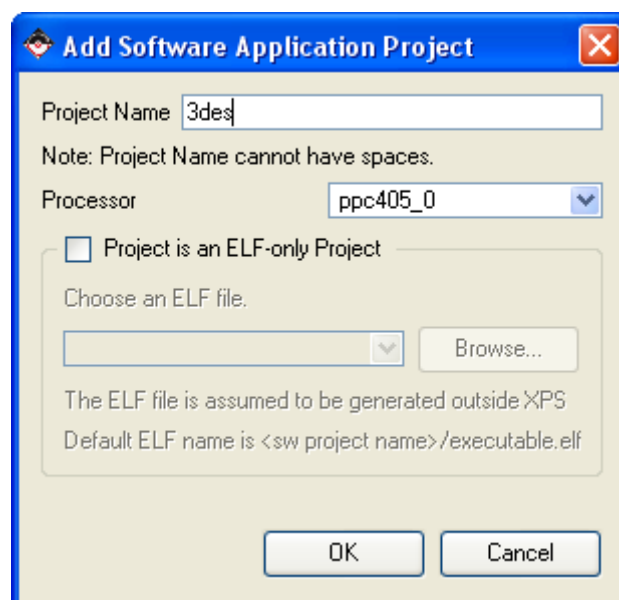 Add Software Application Project
Project Name 3des
Note: Project Name cannot have spaces.
Processor ppc405_0
Project is an ELF-only Project
Choose an ELF file.
Browse...
The ELF file is assumed to be generated outside XPS
Default ELF name is <sw project name>/executable.elf
OK Cancel